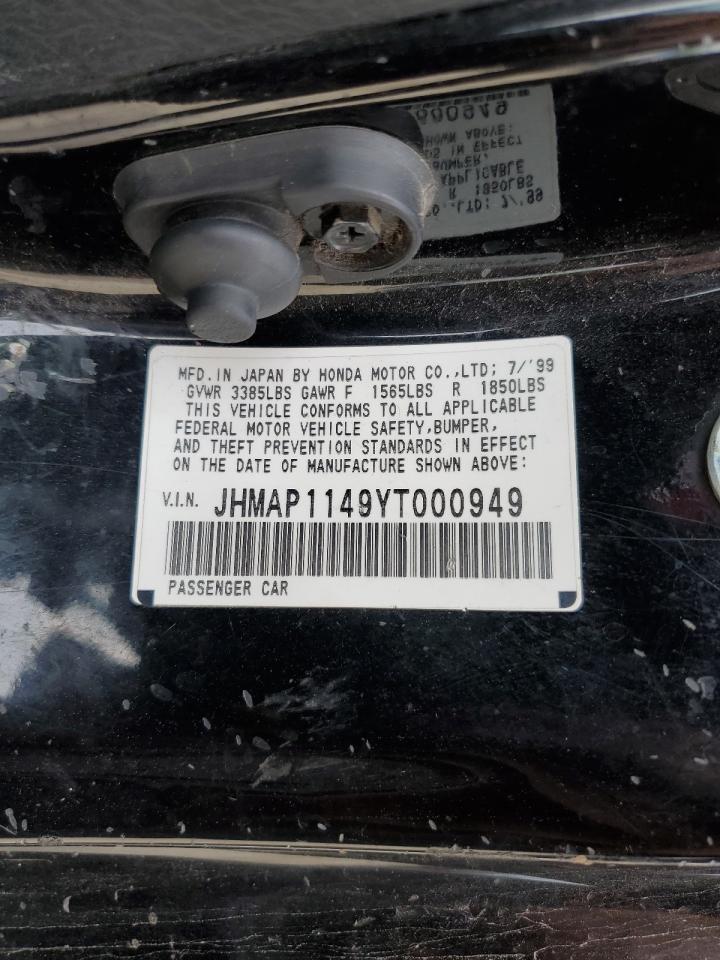 MFD.IN JAPAN BY HONDA MOTOR CO.,LTD; 7/'99
GVWR 3385LBS GAWR F 1565LBS R 1850LBS
THIS VEHICLE CONFORMS TO ALL APPLICABLE
FEDERAL MOTOR VEHICLE SAFETY,BUMPER,
AND THEFT PREVENTION STANDARDS IN EFFECT
ON THE DATE OF MANUFACTURE SHOWN ABOVE:
V.I.N. JHMAP1149YT000949
PASSENGER CAR